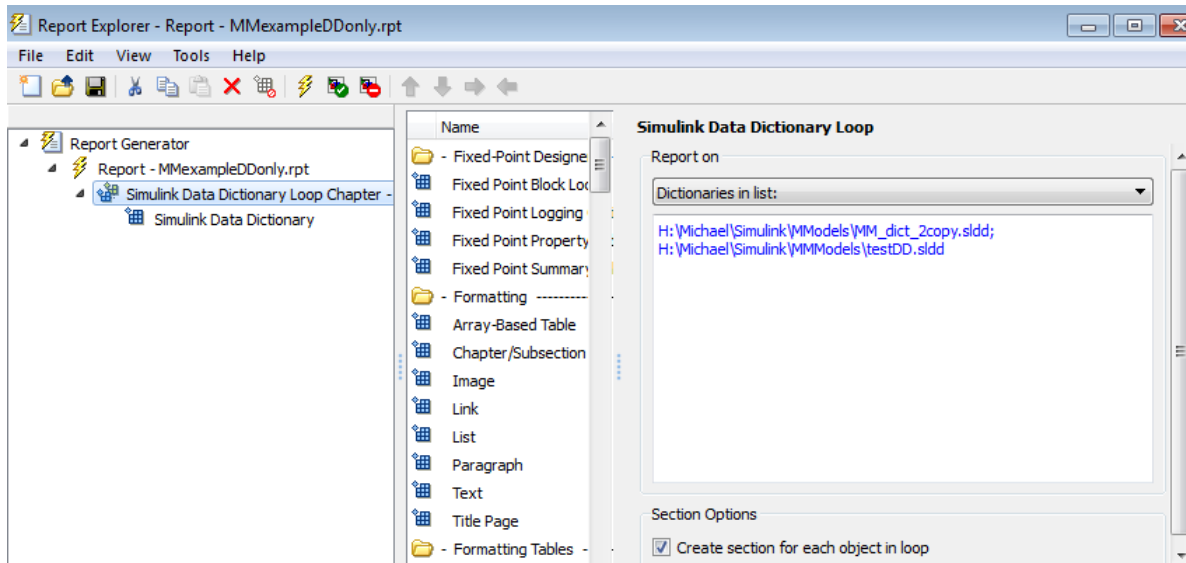 Report Explorer - Report - MMexampleDDonly.rpt
File Edit View Tools Help
Report Generator
Report - MMexampleDDonly.rpt
Simulink Data Dictionary Loop Chapter -
Simulink Data Dictionary
Name
- Fixed-Point Designe
Fixed Point Block Loo
Fixed Point Logging
Fixed Point Property
Fixed Point Summary
- Formatting ----------
Array-Based Table
Chapter/Subsection
Image
Link
List
Paragraph
Text
Title Page
- Formatting Tables -
Simulink Data Dictionary Loop
Report on
Dictionaries in list:
H:\Michael\Simulink\MModels\MM_dict_2copy.sldd;
H:\Michael\Simulink\MMModels\testDD.sldd
Section Options
Create section for each object in loop